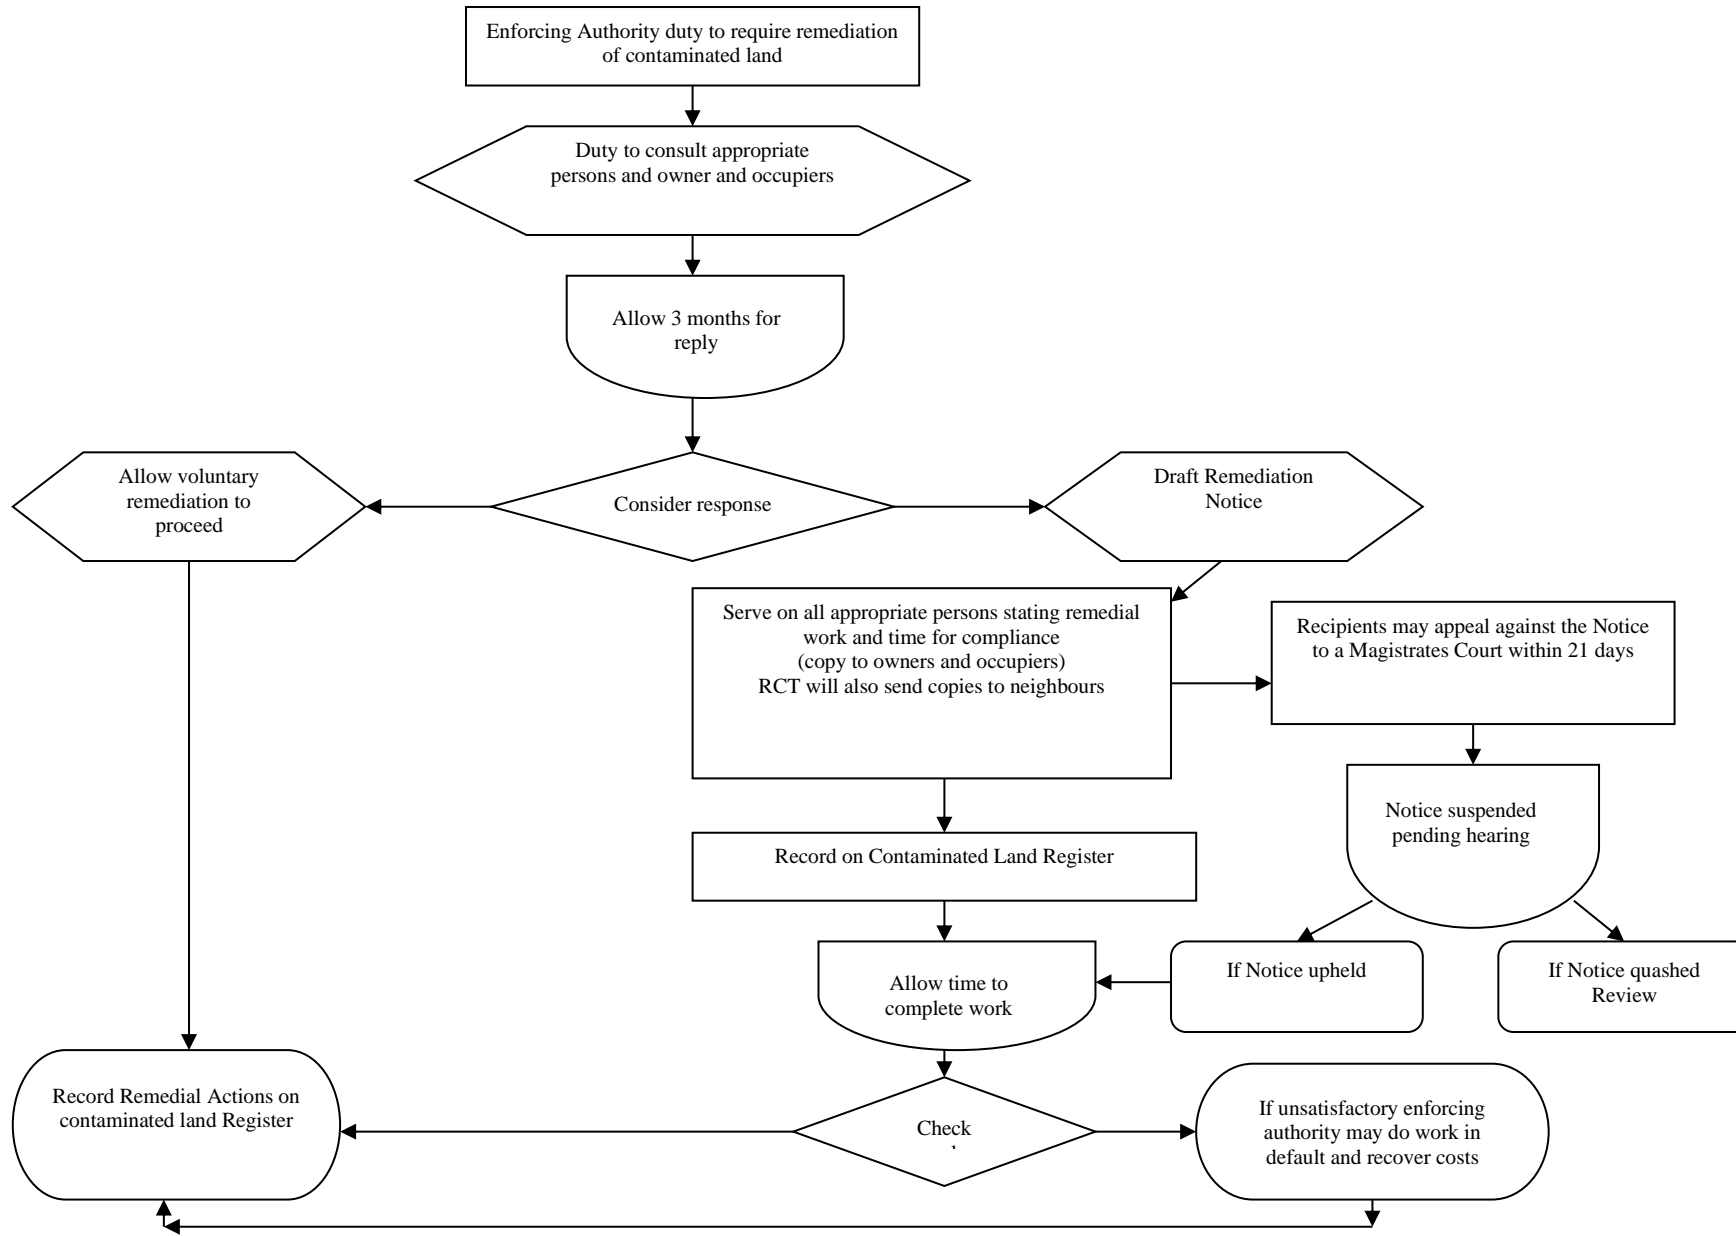 Enforcing Authority duty to require remediation
of contaminated land
Duty to consult appropriate
persons and owner and occupiers
Allow 3 months for
reply
Allow voluntary
remediation to
proceed
Consider response
Draft Remediation
Notice
Serve on all appropriate persons stating remedial
work and time for compliance
(copy to owners and occupiers)
RCT will also send copies to neighbours
Recipients may appeal against the Notice
to a Magistrates Court within 21 days
Notice suspended
pending hearing
Record on Contaminated Land Register
If Notice upheld
If Notice quashed
Review
Allow time to
complete work
Record Remedial Actions on
contaminated land Register
Check
If unsatisfactory enforcing
authority may do work in
default and recover costs